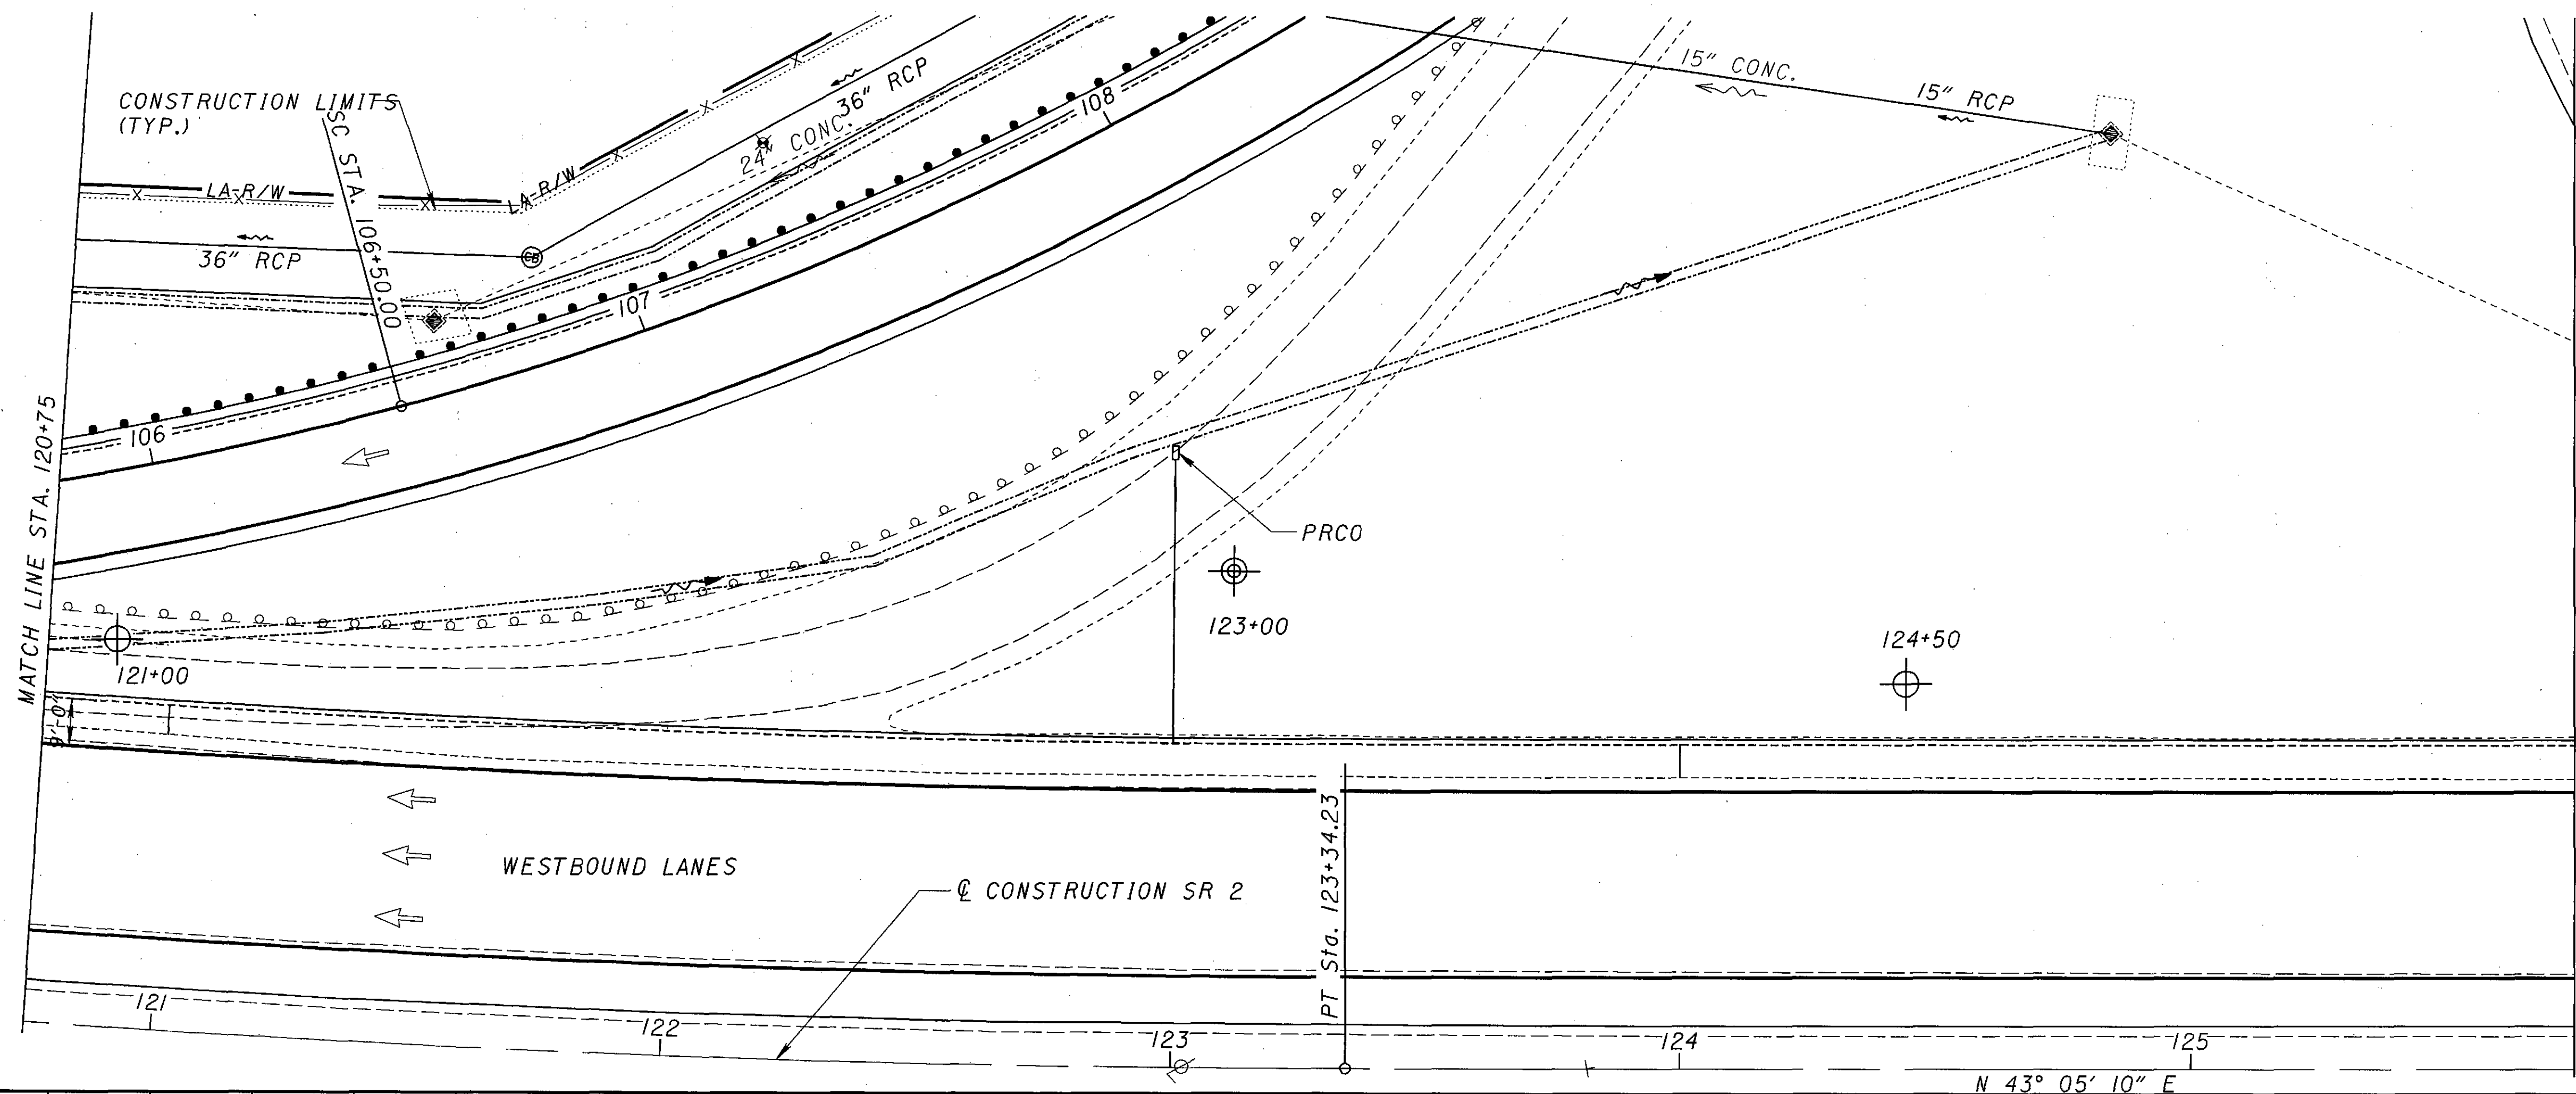 CONSTRUCTION LIMITS
(TYP.)
SC STA. 106+50.00
LA-R/W
LA-R/W
36" RCP
24" CONC.
36" RCP
15" CONC.
15" RCP
108
107
106
MATCH LINE STA. 120+75
PRCO
123+00
124+50
121+00
9'-0"
WESTBOUND LANES
℄ CONSTRUCTION SR 2
PT Sta. 123+34.23
121
122
123
124
125
N 43° 05' 10" E
CB